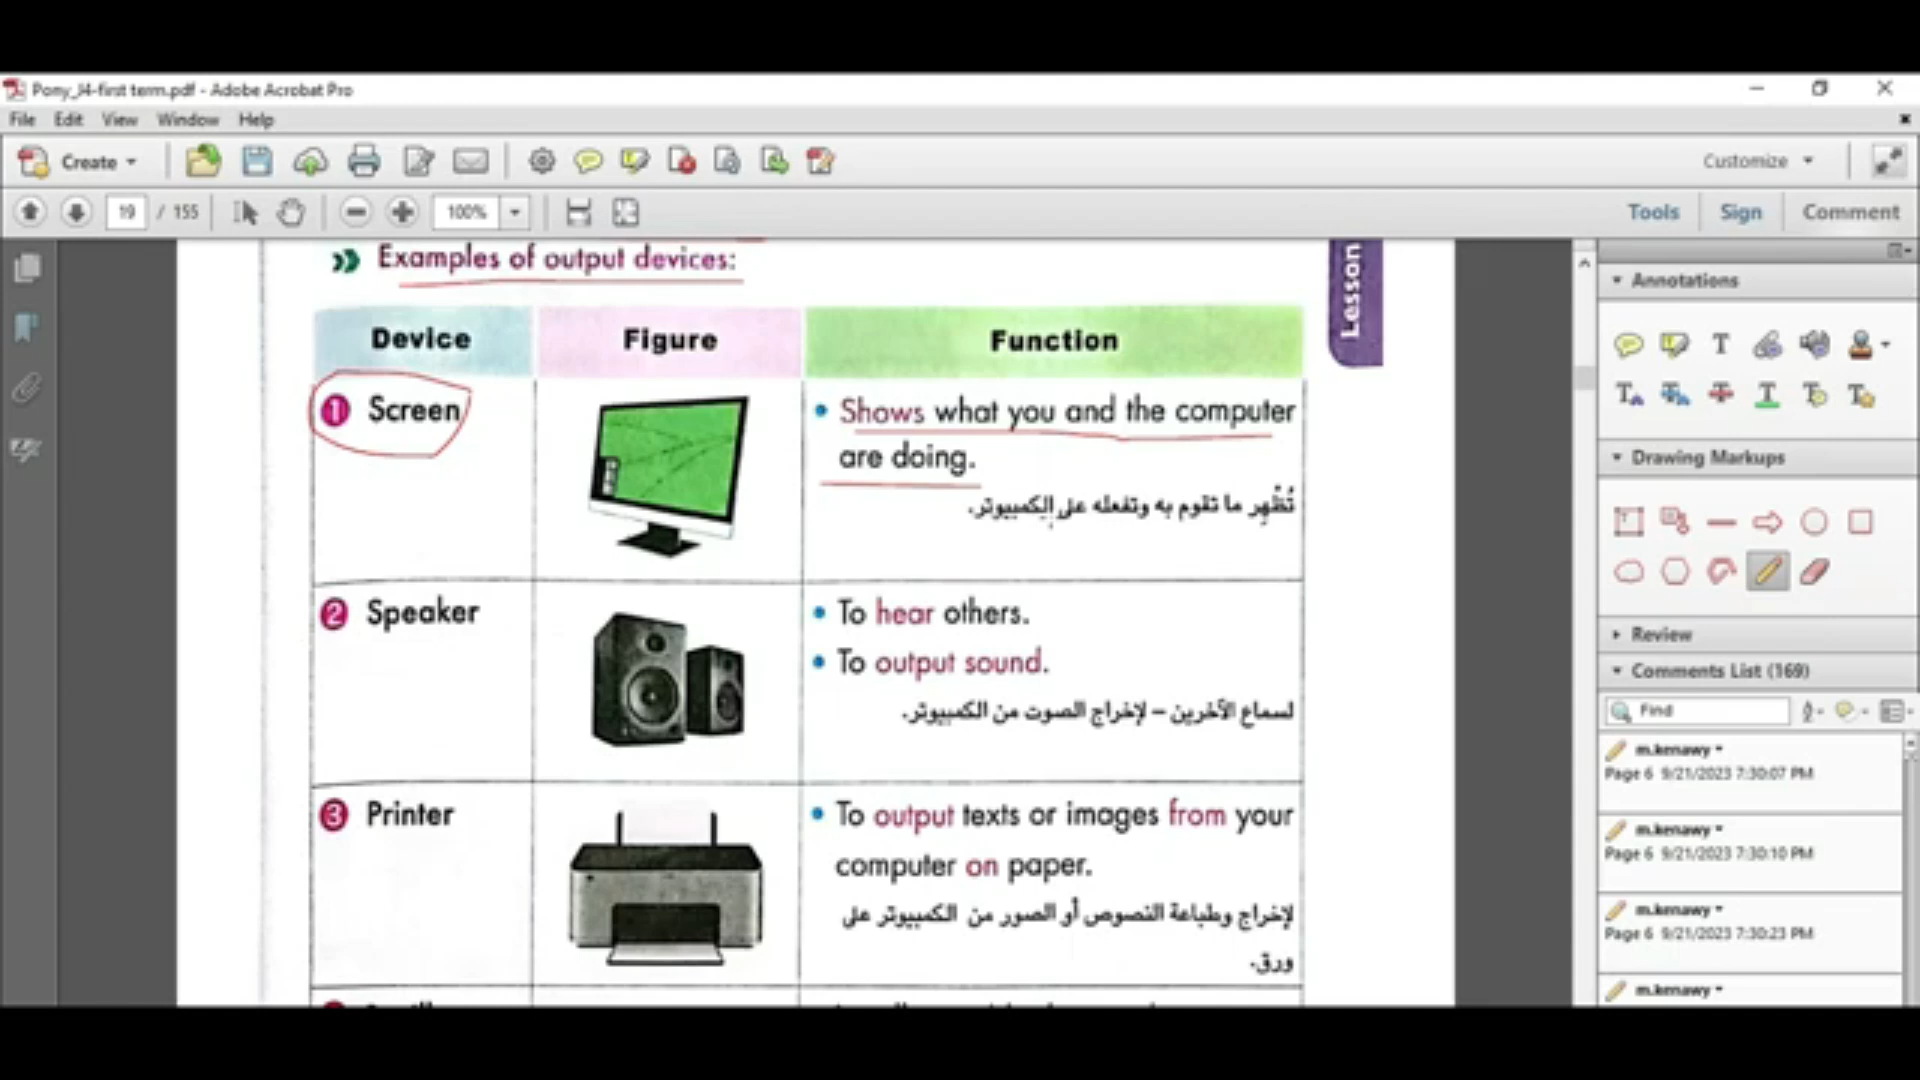 Pony_J4-first term.pdf - Adobe Acrobat Pro
File Edit View Window Help
Create
Customize
19 / 155
100%
Tools Sign Comment
Examples of output devices:
Lesson
Device Figure Function
1 Screen
• Shows what you and the computer
are doing.
تُظْهِر ما تقوم به وتفعله على الكمبيوتر.
2 Speaker
• To hear others.
• To output sound.
لسماع الآخرين – لإخراج الصوت من الكمبيوتر.
3 Printer
• To output texts or images from your
computer on paper.
لإخراج وطباعة النصوص أو الصور من الكمبيوتر على
ورق.
Annotations
Drawing Markups
Review
Comments List (169)
Find
m.kenawy
Page 6 9/21/2023 7:30:07 PM
m.kenawy
Page 6 9/21/2023 7:30:10 PM
m.kenawy
Page 6 9/21/2023 7:30:23 PM
m.kenawy